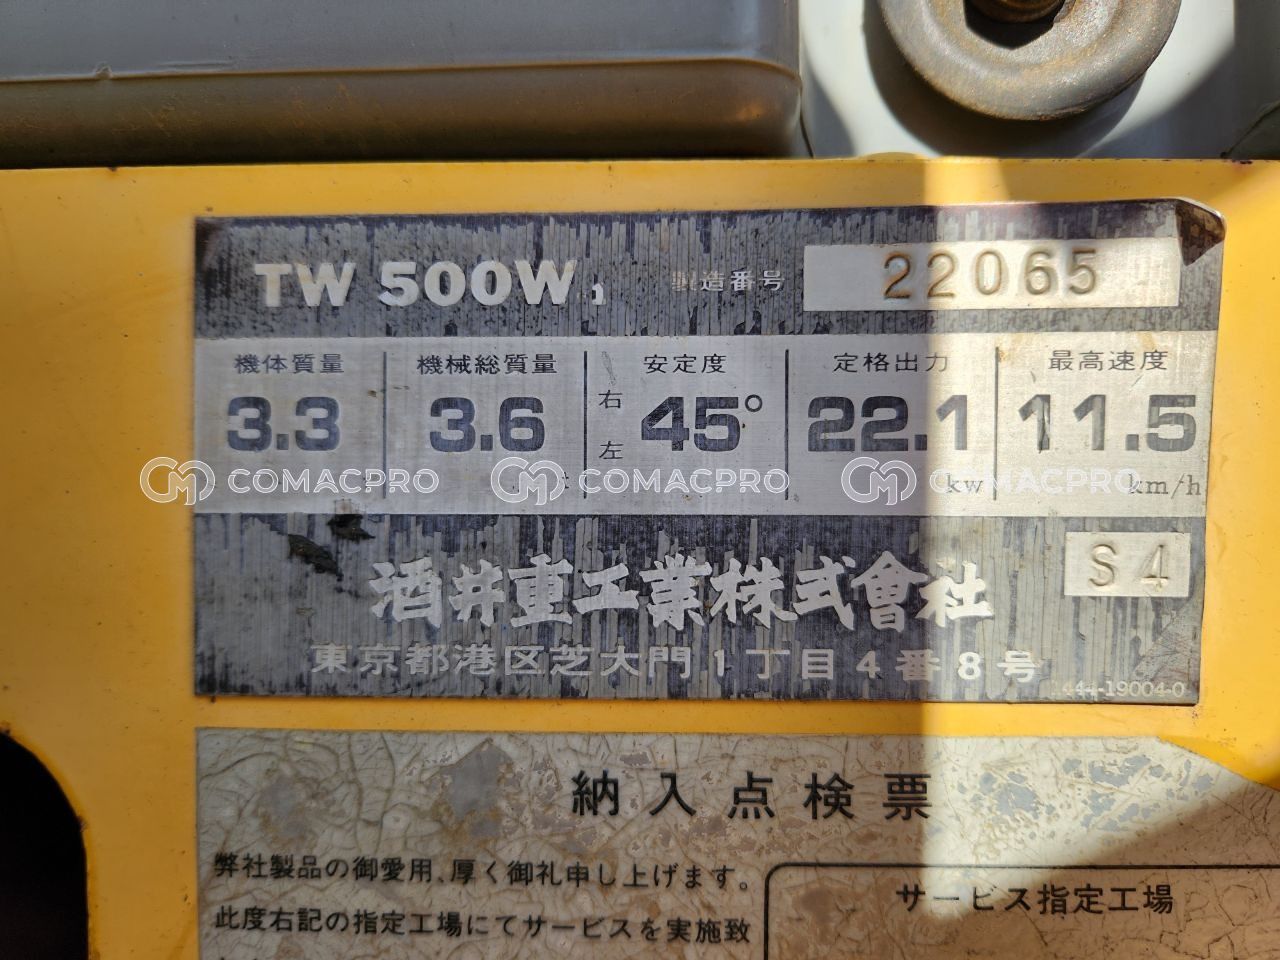 TW 500W 製造番号 22065
機体質量 機械総質量 安定度 定格出力 最高速度
3.3 3.6 右 左 45° 22.1 11.5
t kw km/h
COMACPRO COMACPRO COMACPRO
S4
酒井重工業株式會社
東京都港区芝大門1丁目4番8号
444-19004-0
納入点検票
弊社製品の御愛用、厚く御礼申し上げます。
サービス指定工場
此度右記の指定工場にてサービスを実施致